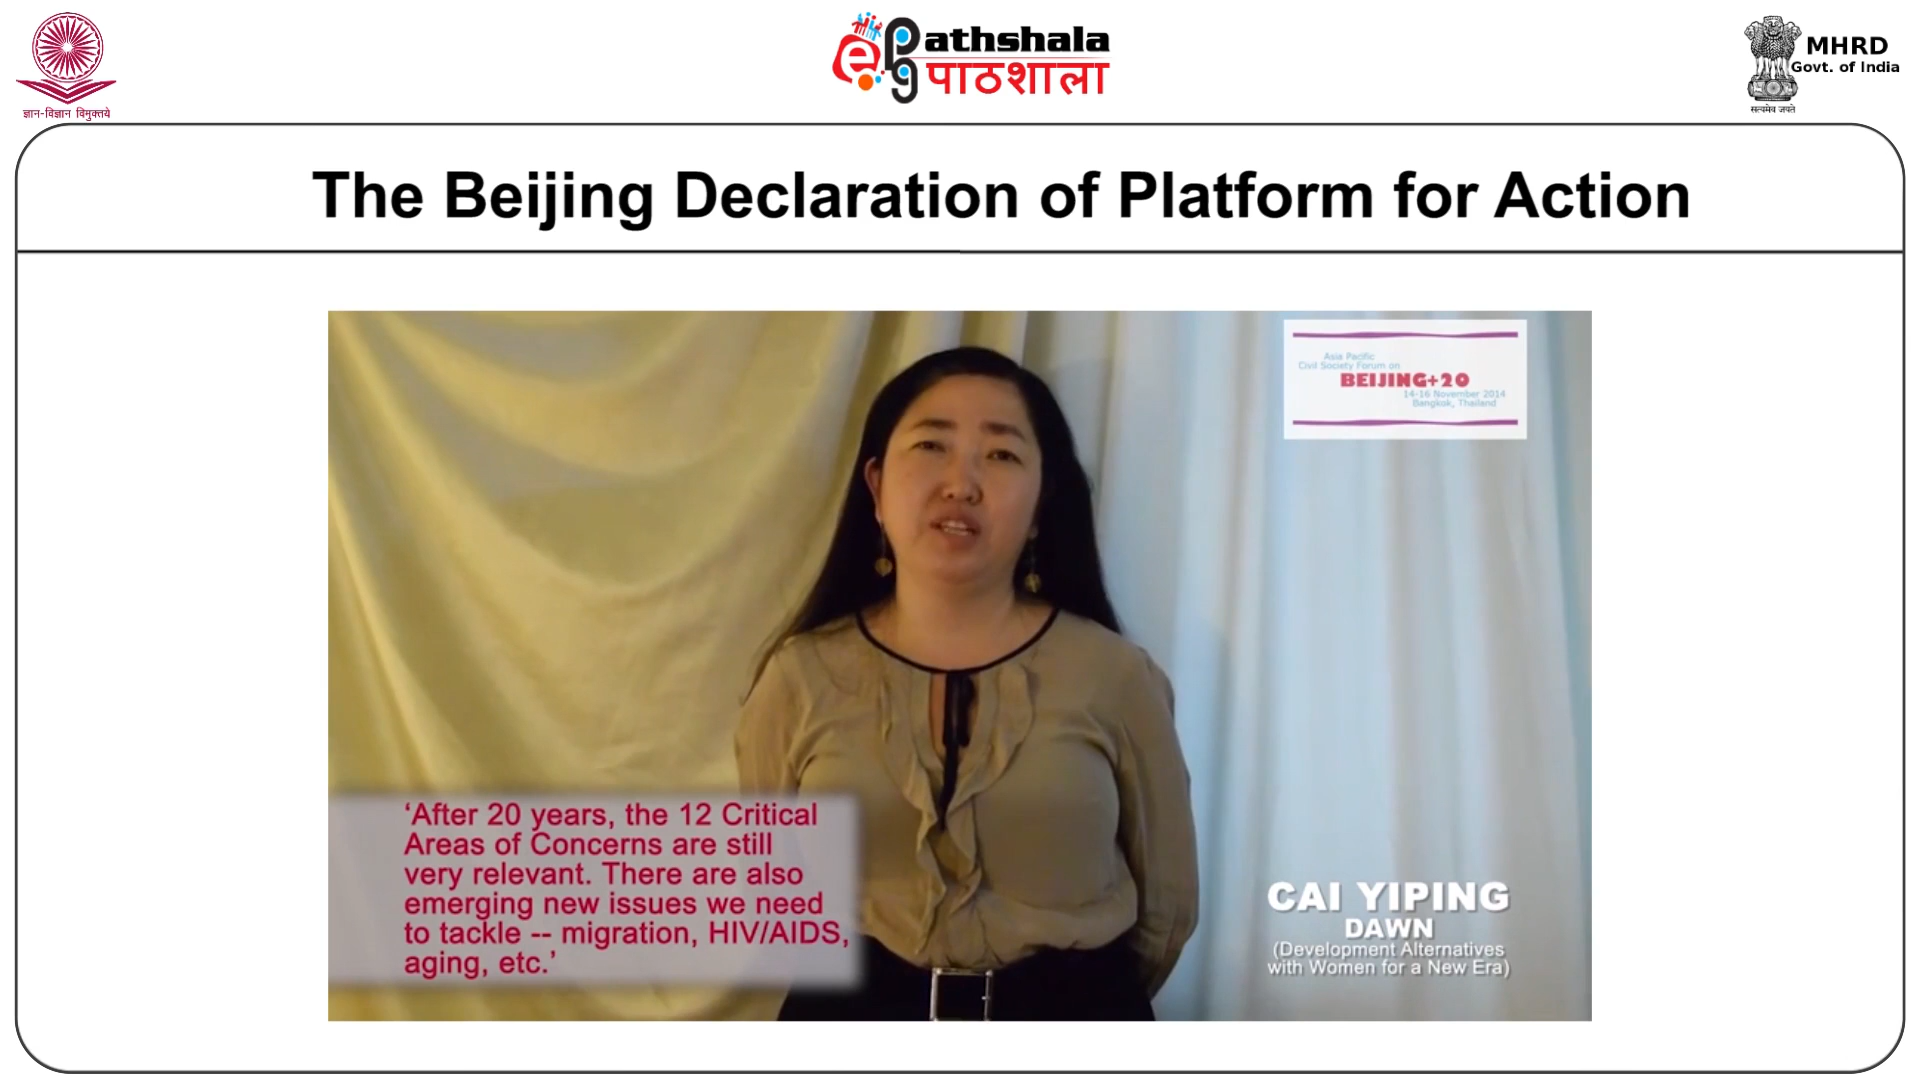 ज्ञान-विज्ञान विमुक्तये
e
Pg
athshala
पाठशाला
MHRD
Govt. of India
सत्यमेव जयते
The Beijing Declaration of Platform for Action
Asia Pacific
Civil Society Forum on
BEIJING+20
14-16 November 2014
Bangkok, Thailand
‘After 20 years, the 12 Critical
Areas of Concerns are still
very relevant. There are also
emerging new issues we need
to tackle -- migration, HIV/AIDS,
aging, etc.’
CAI YIPING
DAWN
(Development Alternatives
with Women for a New Era)